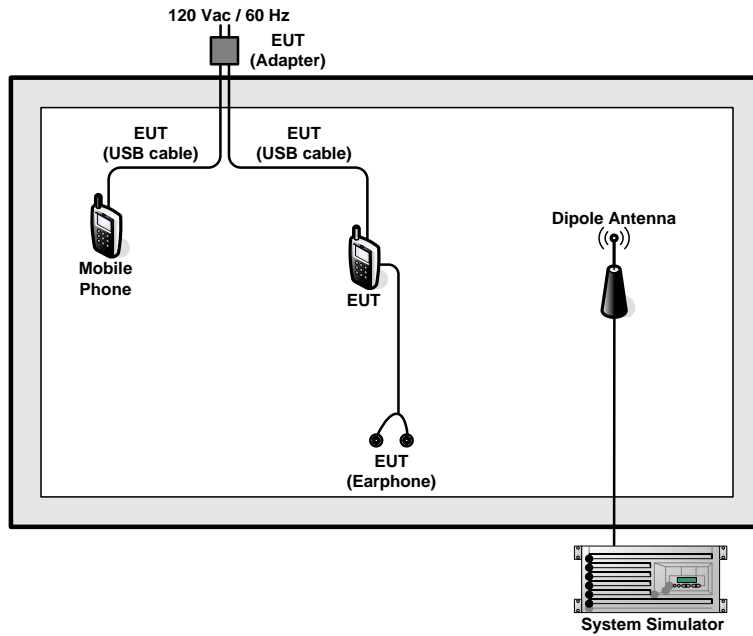 120 Vac / 60 Hz
EUT
(Adapter)
EUT
(USB cable)
EUT
(USB cable)
Mobile
Phone
EUT
Dipole Antenna
EUT
(Earphone)
System Simulator